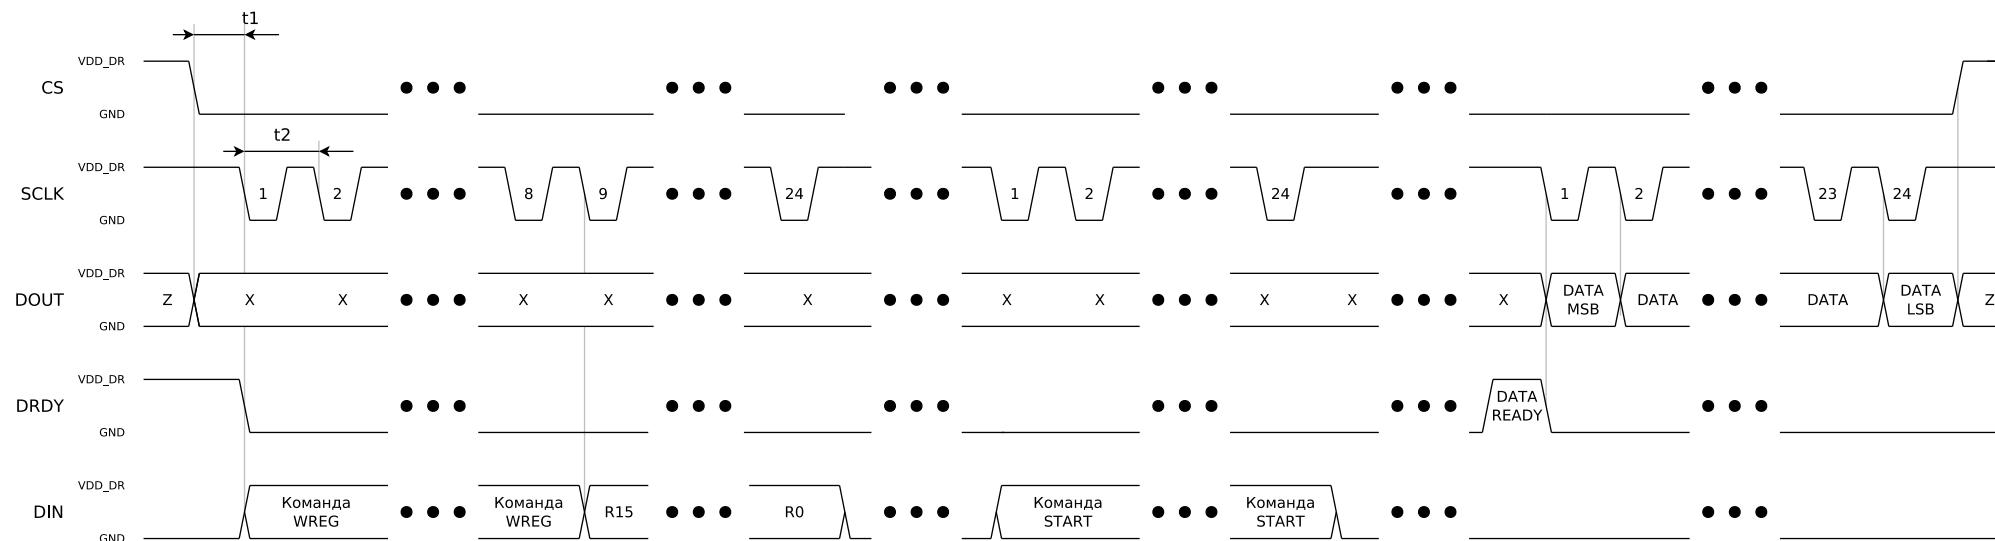 t1
VDD_DR
CS
GND
t2
VDD_DR
SCLK 1 2 8 9 24 1 2 24 1 2 23 24
GND
VDD_DR
DOUT Z X X X X X X X X X X DATA MSB DATA DATA DATA LSB Z
GND
VDD_DR
DRDY DATA READY
GND
VDD_DR
DIN Команда WREG Команда WREG R15 R0 Команда START Команда START
GND